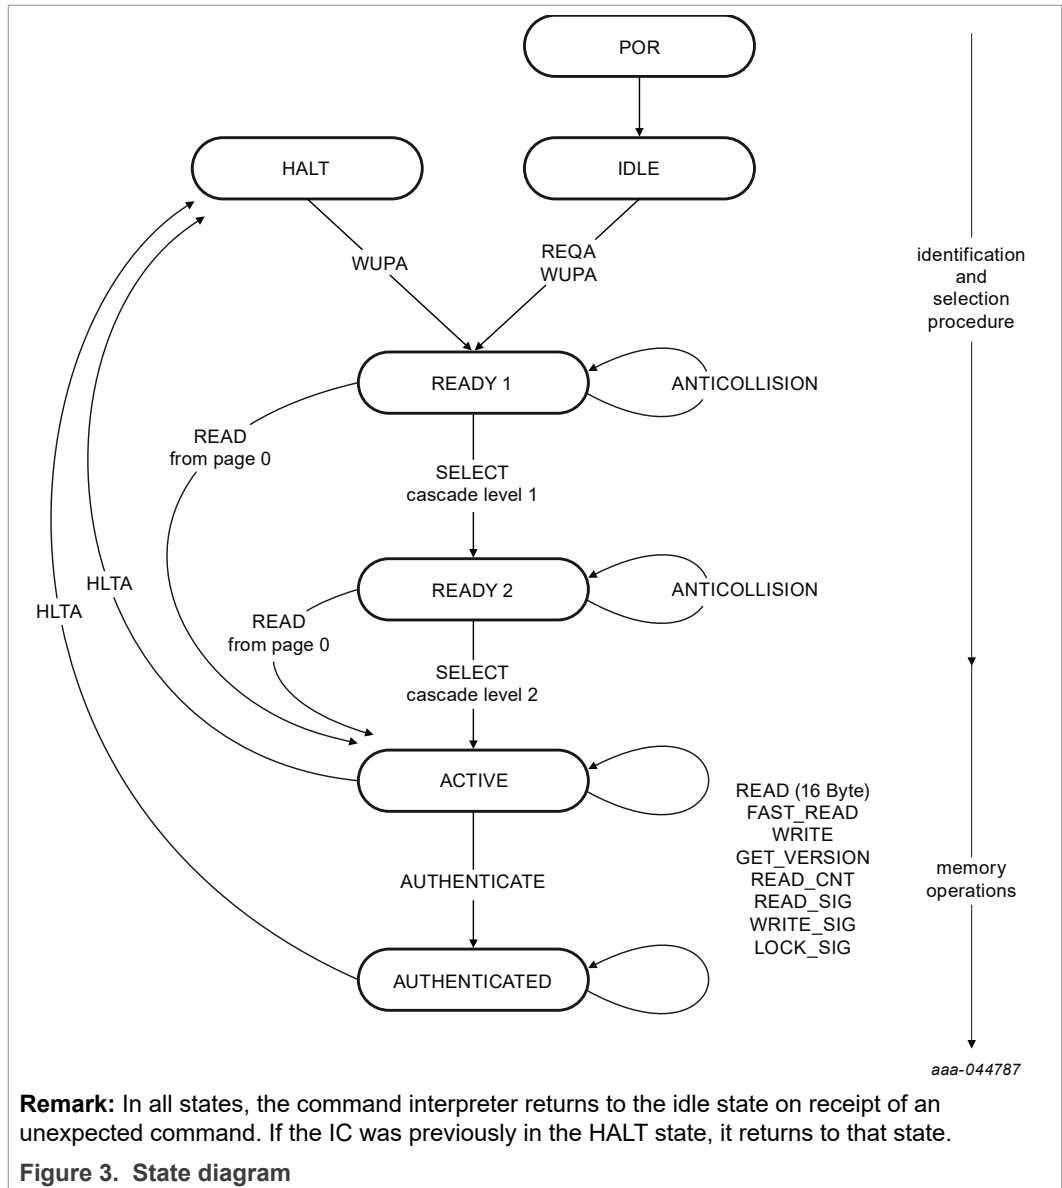 POR
HALT
IDLE
WUPA
REQA
WUPA
identification
and
selection
procedure
READY 1
ANTICOLLISION
READ
from page 0
SELECT
cascade level 1
HLTA
HLTA
READY 2
ANTICOLLISION
READ
from page 0
SELECT
cascade level 2
ACTIVE
READ (16 Byte)
FAST_READ
WRITE
GET_VERSION
READ_CNT
READ_SIG
WRITE_SIG
LOCK_SIG
memory
operations
AUTHENTICATE
AUTHENTICATED
aaa-044787
Remark: In all states, the command interpreter returns to the idle state on receipt of an
unexpected command. If the IC was previously in the HALT state, it returns to that state.
Figure 3. State diagram